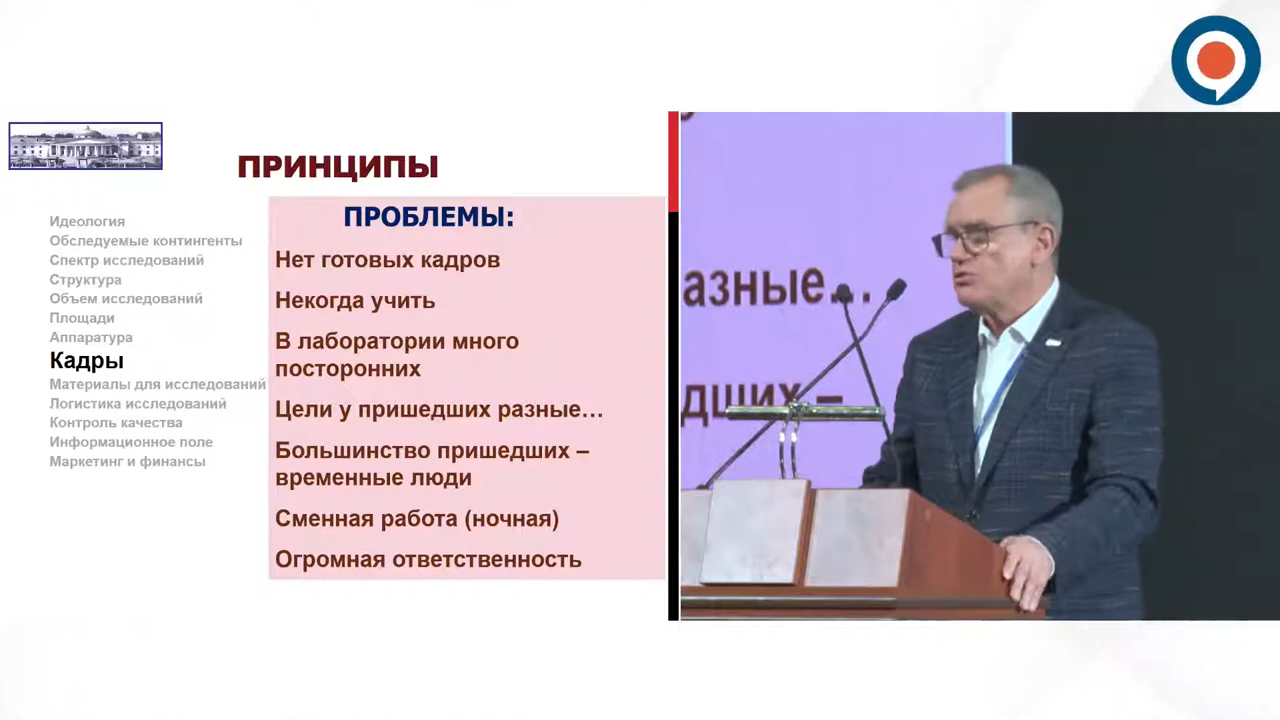 ПРИНЦИПЫ
Идеология
Обследуемые контингенты
Спектр исследований
Структура
Объем исследований
Площади
Аппаратура
Кадры
Материалы для исследований
Логистика исследований
Контроль качества
Информационное поле
Маркетинг и финансы
ПРОБЛЕМЫ:
Нет готовых кадров
Некогда учить
В лаборатории много
посторонних
Цели у пришедших разные…
Большинство пришедших –
временные люди
Сменная работа (ночная)
Огромная ответственность
азные…
дших –